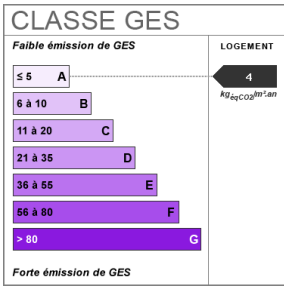 CLASSE GES
Faible émission de GES
LOGEMENT
≤ 5 A
4
kgéqCO2/m².an
6 à 10 B
11 à 20 C
21 à 35 D
36 à 55 E
56 à 80 F
> 80 G
Forte émission de GES